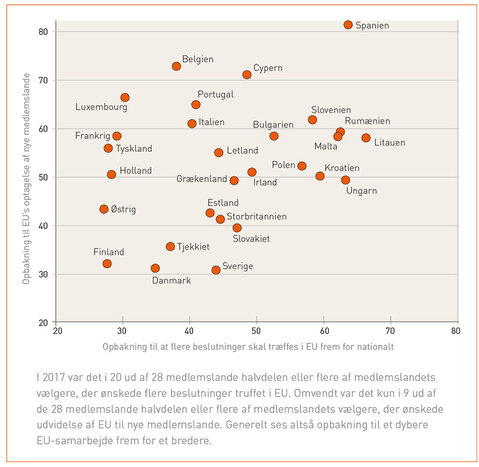 80
70
60
50
40
30
20
20
30
40
50
60
70
80
Opbakning til EU's optagelse af nye medlemslande
Opbakning til at flere beslutninger skal træffes i EU frem for nationalt
Spanien
Belgien
Cypern
Luxembourg
Portugal
Slovenien
Italien
Bulgarien
Rumænien
Frankrig
Malta
Litauen
Tyskland
Letland
Holland
Grækenland
Irland
Polen
Kroatien
Ungarn
Østrig
Estland
Storbritannien
Slovakiet
Finland
Tjekkiet
Danmark
Sverige
I 2017 var det i 20 ud af 28 medlemslande halvdelen eller flere af medlemslandets
vælgere, der ønskede flere beslutninger truffet i EU. Omvendt var det kun i 9 ud af
de 28 medlemslande halvdelen eller flere af medlemslandets vælgere, der ønskede
udvidelse af EU til nye medlemslande. Generelt ses altså opbakning til et dybere
EU-samarbejde frem for et bredere.